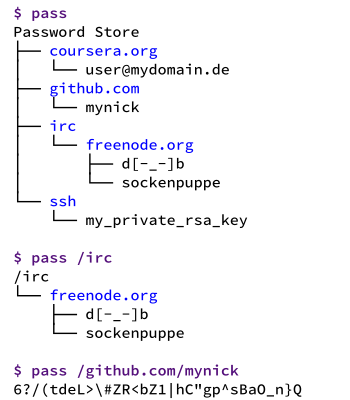 $ pass
Password Store
├── coursera.org
│   └── user@mydomain.de
├── github.com
│   └── mynick
├── irc
│   └── freenode.org
│       ├── d[-_-]b
│       └── sockenpuppe
└── ssh
    └── my_private_rsa_key
$ pass /irc
/irc
└── freenode.org
    ├── d[-_-]b
    └── sockenpuppe
$ pass /github.com/mynick
6?/(tdeL>\#ZR<bZ1|hC"gp^sBaO_n}Q